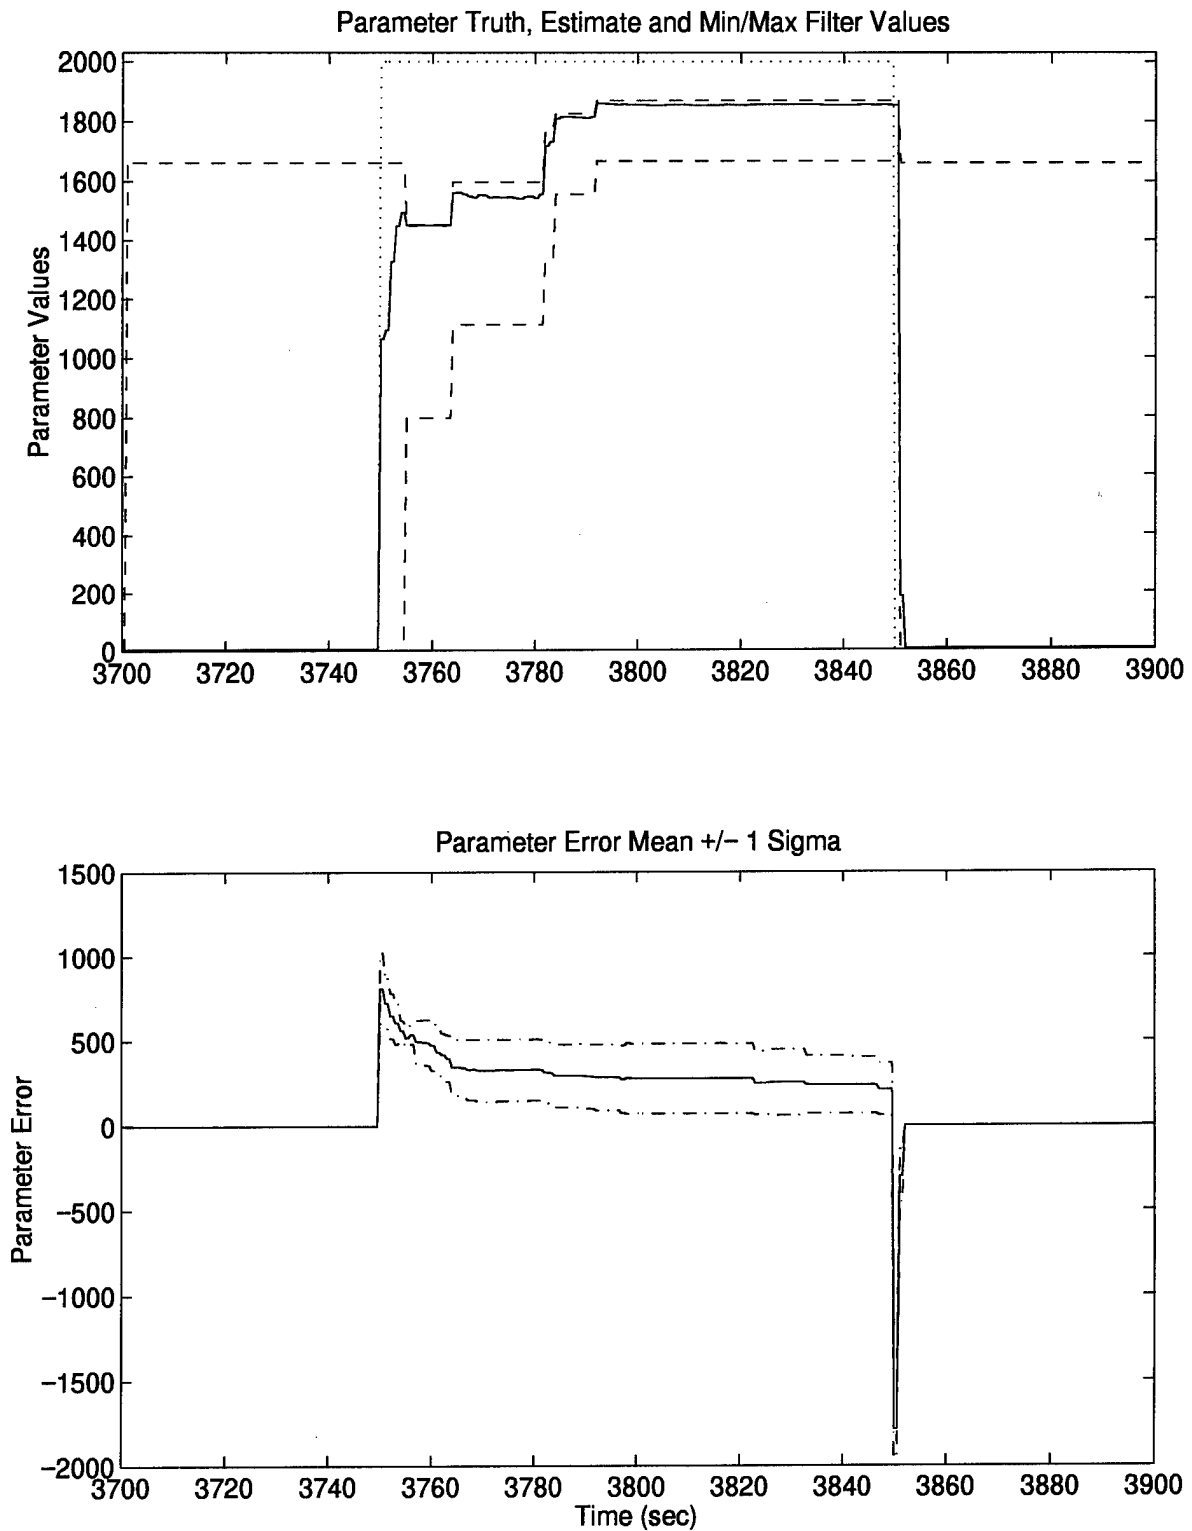 Parameter Truth, Estimate and Min/Max Filter Values
Parameter Values
2000
1800
1600
1400
1200
1000
800
600
400
200
0
3700 3720 3740 3760 3780 3800 3820 3840 3860 3880 3900
Parameter Error Mean +/− 1 Sigma
Parameter Error
1500
1000
500
0
−500
−1000
−1500
−2000
3700 3720 3740 3760 3780 3800 3820 3840 3860 3880 3900
Time (sec)